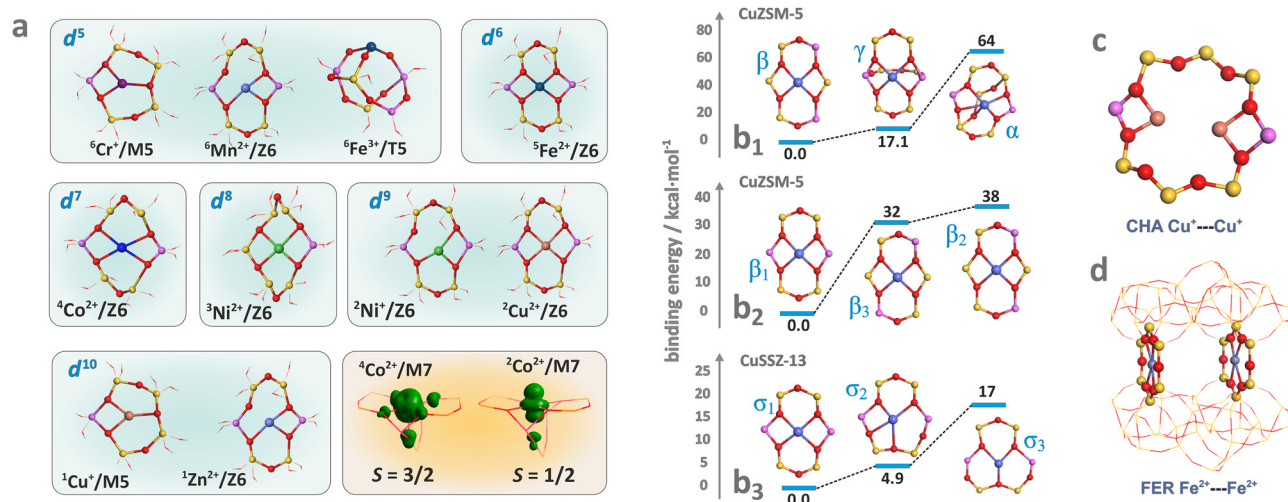 a
d⁵
⁶Cr⁺/M5
⁶Mn²⁺/Z6
⁶Fe³⁺/T5
d⁶
⁵Fe²⁺/Z6
d⁷
⁴Co²⁺/Z6
d⁸
³Ni²⁺/Z6
d⁹
²Ni⁺/Z6
²Cu²⁺/Z6
d¹⁰
¹Cu⁺/M5
¹Zn²⁺/Z6
⁴Co²⁺/M7
²Co²⁺/M7
S = 3/2
S = 1/2
binding energy / kcal·mol⁻¹
CuZSM-5
80
60
40
20
0
b₁
β
γ
α
0.0
17.1
64
CuZSM-5
40
30
20
10
0
b₂
β₁
β₃
β₂
0.0
32
38
CuSSZ-13
25
20
15
10
5
0
b₃
σ₁
σ₂
σ₃
0.0
4.9
17
c
CHA Cu⁺---Cu⁺
d
FER Fe²⁺---Fe²⁺